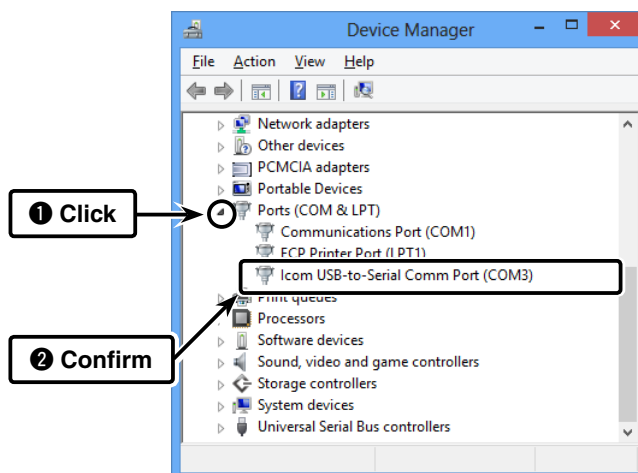 Device Manager
File Action View Help
Network adapters
Other devices
PCMCIA adapters
Portable Devices
❶ Click
Ports (COM & LPT)
Communications Port (COM1)
ECP Printer Port (LPT1)
Icom USB-to-Serial Comm Port (COM3)
Print queues
Processors
Software devices
❷ Confirm
Sound, video and game controllers
Storage controllers
System devices
Universal Serial Bus controllers